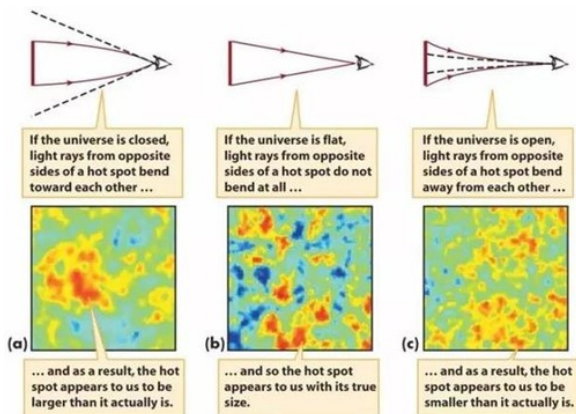 If the universe is closed,
light rays from opposite
sides of a hot spot bend
toward each other ...
If the universe is flat,
light rays from opposite
sides of a hot spot do not
bend at all ...
If the universe is open,
light rays from opposite
sides of a hot spot bend
away from each other ...
(a)
(b)
(c)
... and as a result, the hot
spot appears to us to be
larger than it actually is.
... and so the hot spot
appears to us with its true
size.
... and as a result, the hot
spot appears to us to be
smaller than it actually is.